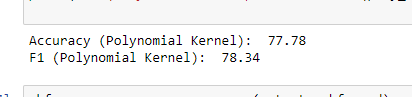 Accuracy (Polynomial Kernel):  77.78
F1 (Polynomial Kernel):  78.34